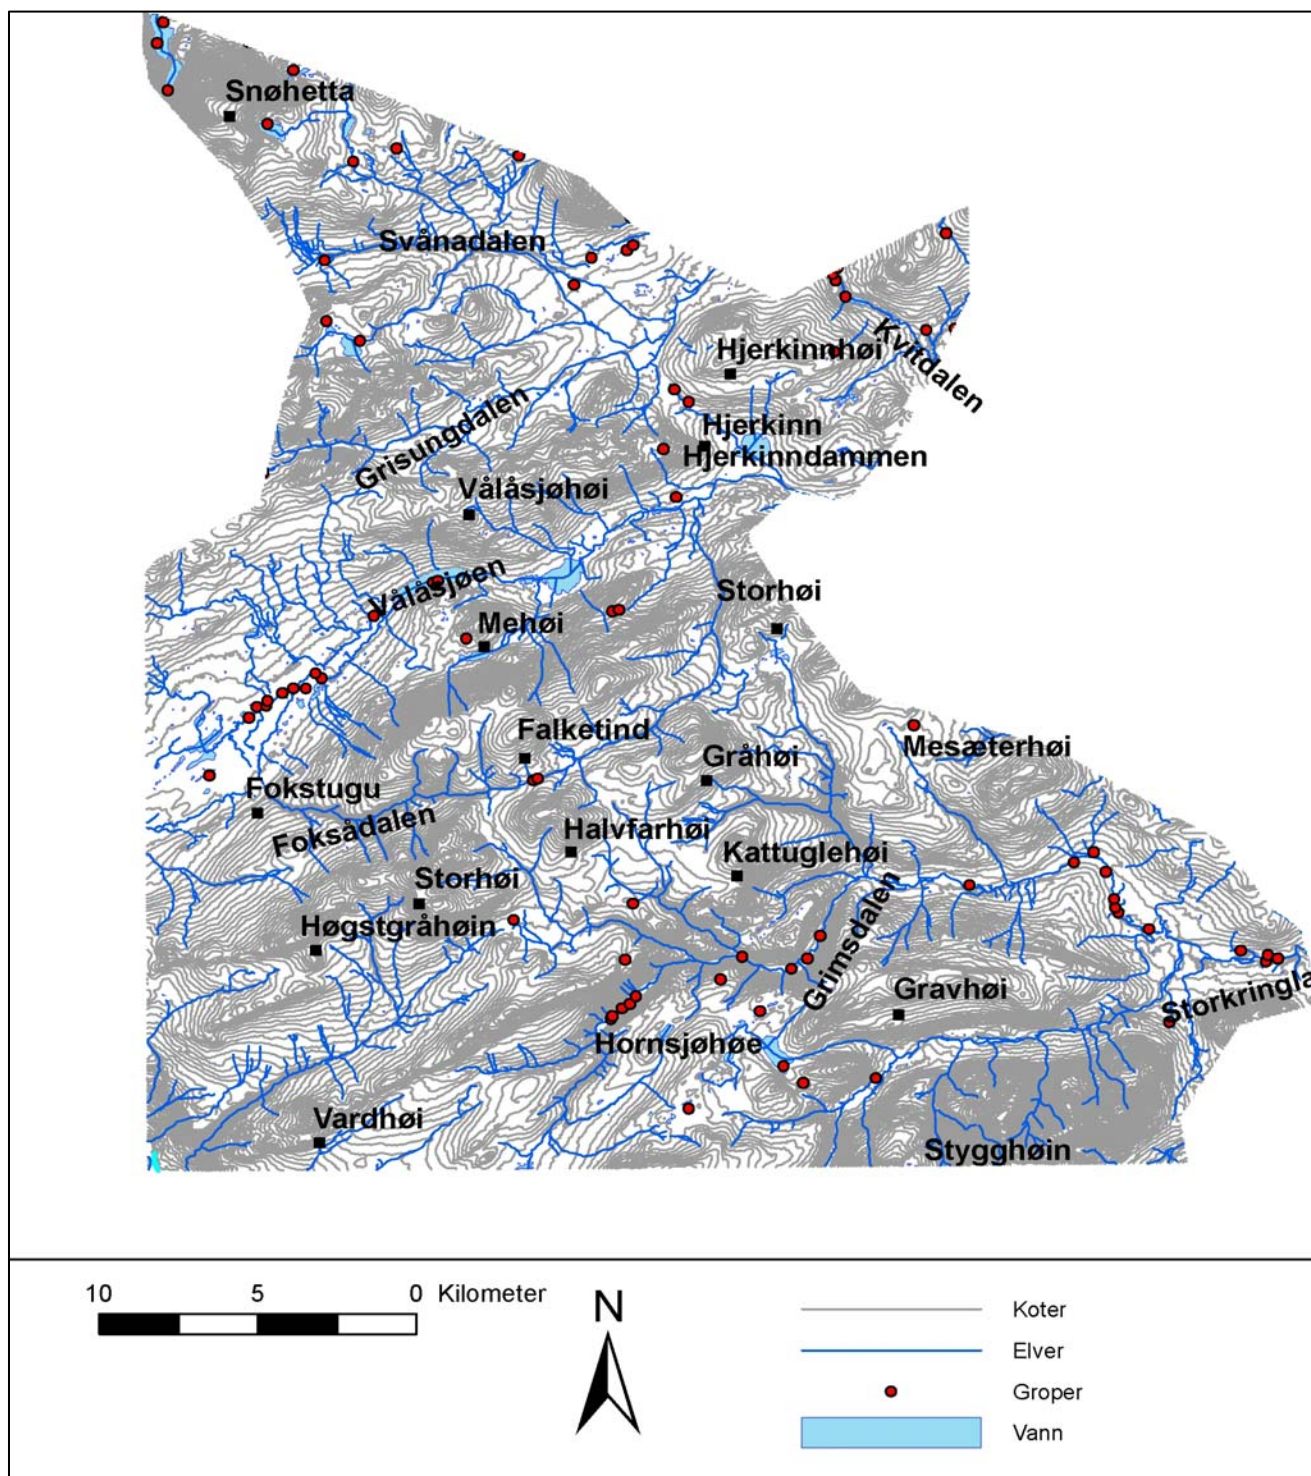 Snøhetta
Svånadalen
Kvitdalen
Hjerkinnhøi
Grisungdalen
Hjerkinn
Hjerkinndammen
Vålåsjøhøi
Vålåsjøen
Storhøi
Mehøi
Falketind
Mesæterhøi
Gråhøi
Fokstugu
Foksådalen
Halvfarhøi
Kattuglehøi
Storhøi
Høgstgråhøin
Grimsdalen
Gravhøi
Storkringla
Hornsjøhøe
Vardhøi
Stygghøin
10 5 0 Kilometer
N
Koter
Elver
Groper
Vann